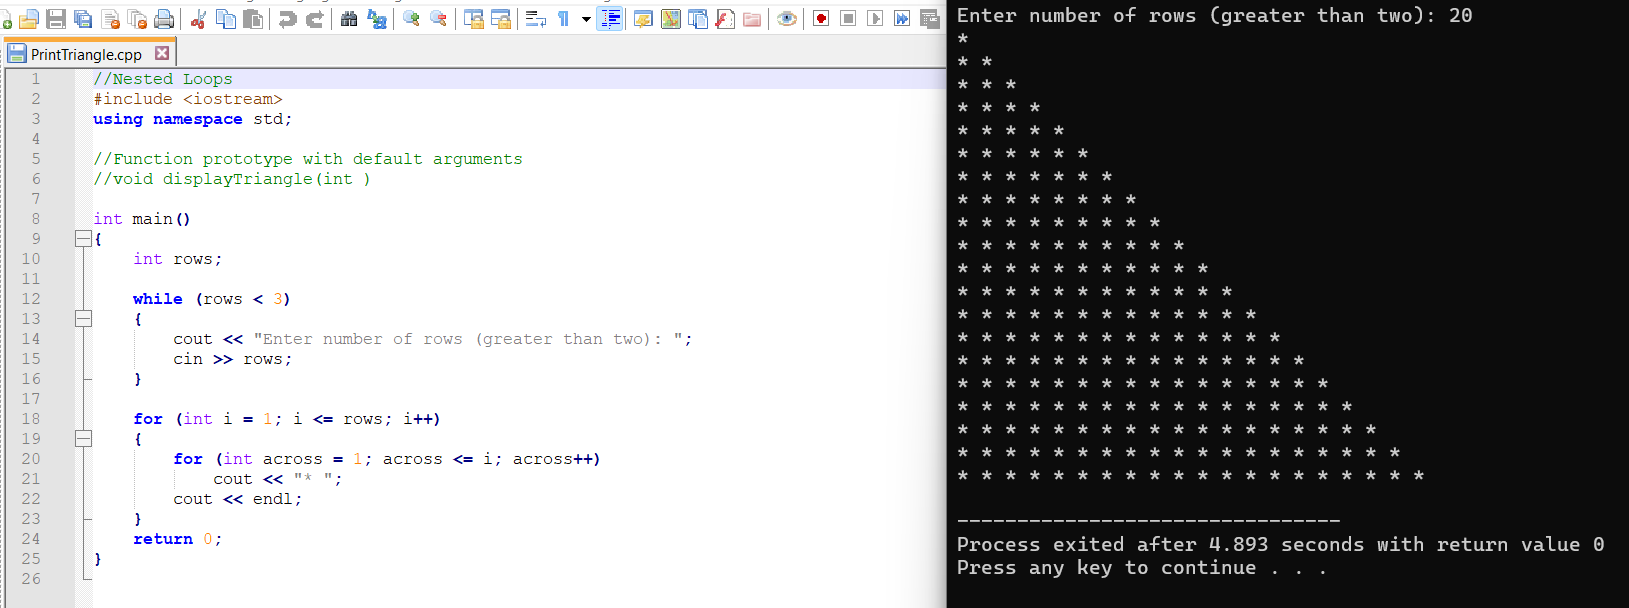 PrintTriangle.cpp
1 //Nested Loops
2 #include <iostream>
3 using namespace std;
4
5 //Function prototype with default arguments
6 //void displayTriangle(int )
7
8 int main()
9 {
10 int rows;
11
12 while (rows < 3)
13 {
14 cout << "Enter number of rows (greater than two): ";
15 cin >> rows;
16 }
17
18 for (int i = 1; i <= rows; i++)
19 {
20 for (int across = 1; across <= i; across++)
21 cout << "* ";
22 cout << endl;
23 }
24 return 0;
25 }
26
Enter number of rows (greater than two): 20
*
* *
* * *
* * * *
* * * * *
* * * * * *
* * * * * * *
* * * * * * * *
* * * * * * * * *
* * * * * * * * * *
* * * * * * * * * * *
* * * * * * * * * * * *
* * * * * * * * * * * * *
* * * * * * * * * * * * * *
* * * * * * * * * * * * * * *
* * * * * * * * * * * * * * * *
* * * * * * * * * * * * * * * * *
* * * * * * * * * * * * * * * * * *
* * * * * * * * * * * * * * * * * * *
* * * * * * * * * * * * * * * * * * * *
--------------------------------
Process exited after 4.893 seconds with return value 0
Press any key to continue . . .